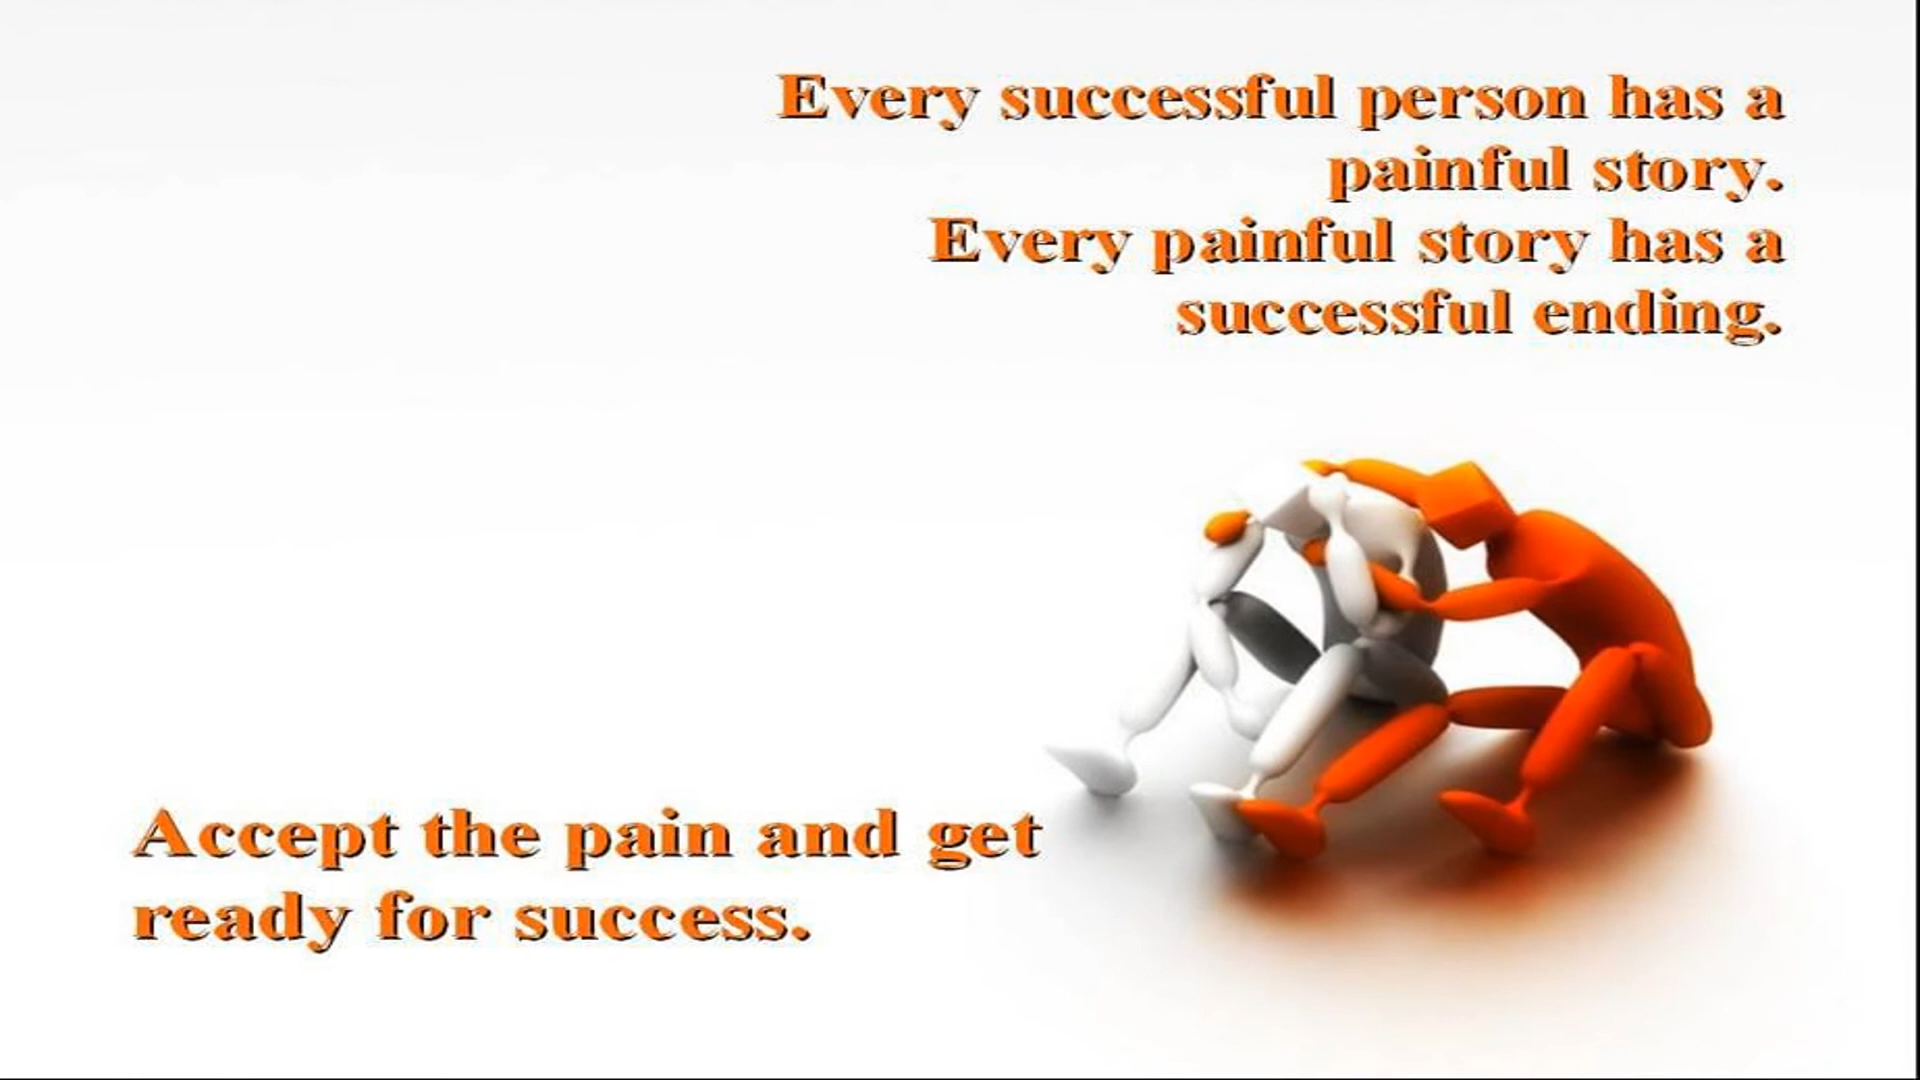 Every successful person has a
painful story.
Every painful story has a
successful ending.
Accept the pain and get
ready for success.